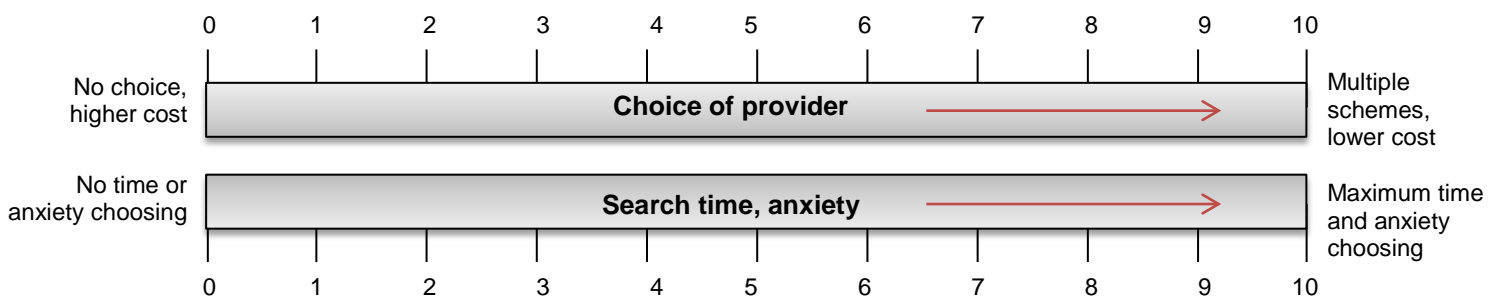 0 1 2 3 4 5 6 7 8 9 10
No choice,
higher cost
Choice of provider
Multiple
schemes,
lower cost
No time or
anxiety choosing
Search time, anxiety
Maximum time
and anxiety
choosing
0 1 2 3 4 5 6 7 8 9 10